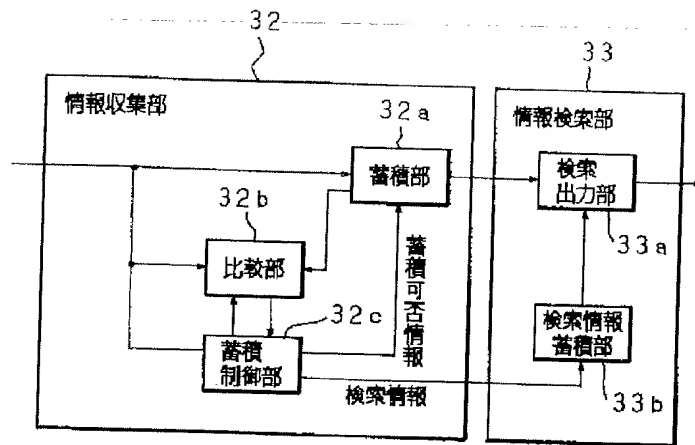 32
33
情報収集部
32a
情報検索部
蓄積部
検索
出力部
32b
33a
比較部
蓄積可否情報
32c
検索情報
蓄積部
蓄積
制御部
検索情報
33b